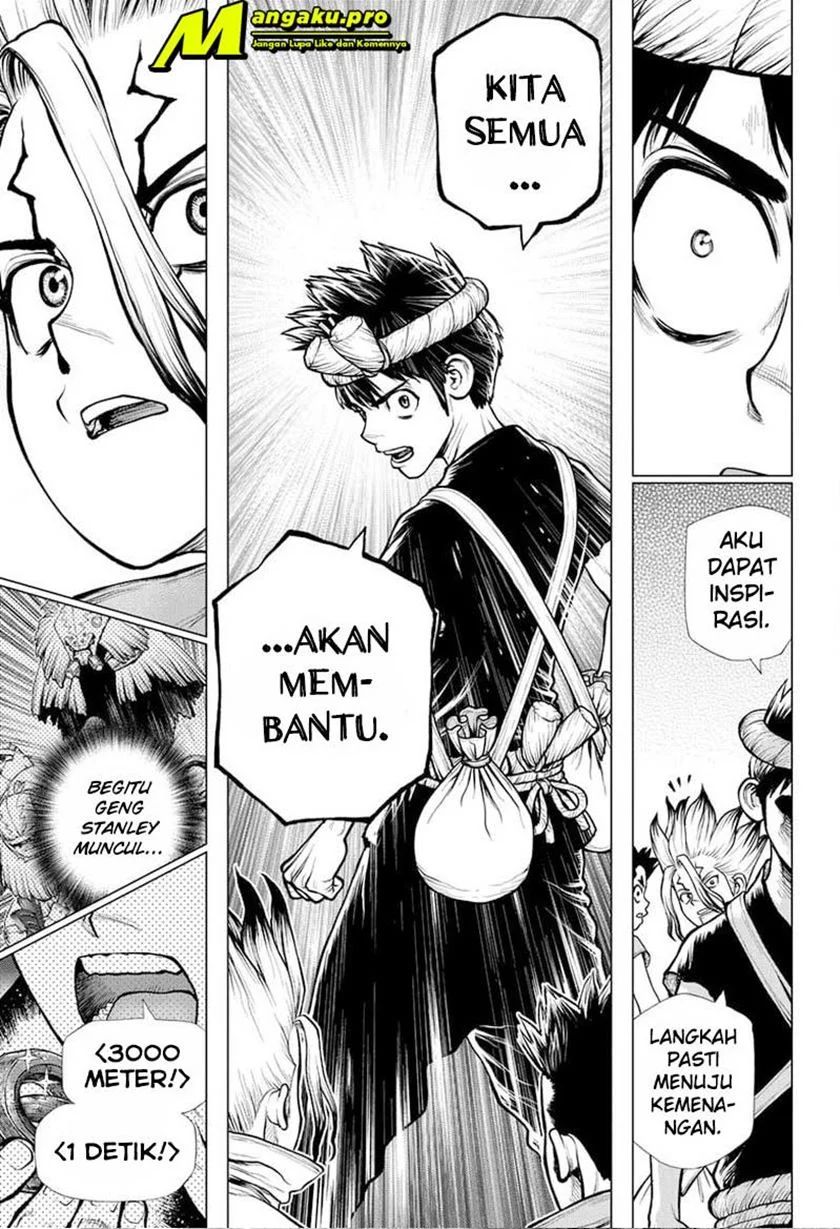 Mangaku.pro
Jangan Lupa Like dan Komennya
KITA
SEMUA
...
...AKAN
MEM-
BANTU.
AKU
DAPAT
INSPI-
RASI.
LANGKAH
PASTI
MENUJU
KEMENA-
NGAN.
BEGITU
GENG
STANLEY
MUNCUL...
<3000
METER!>
<1 DETIK!>